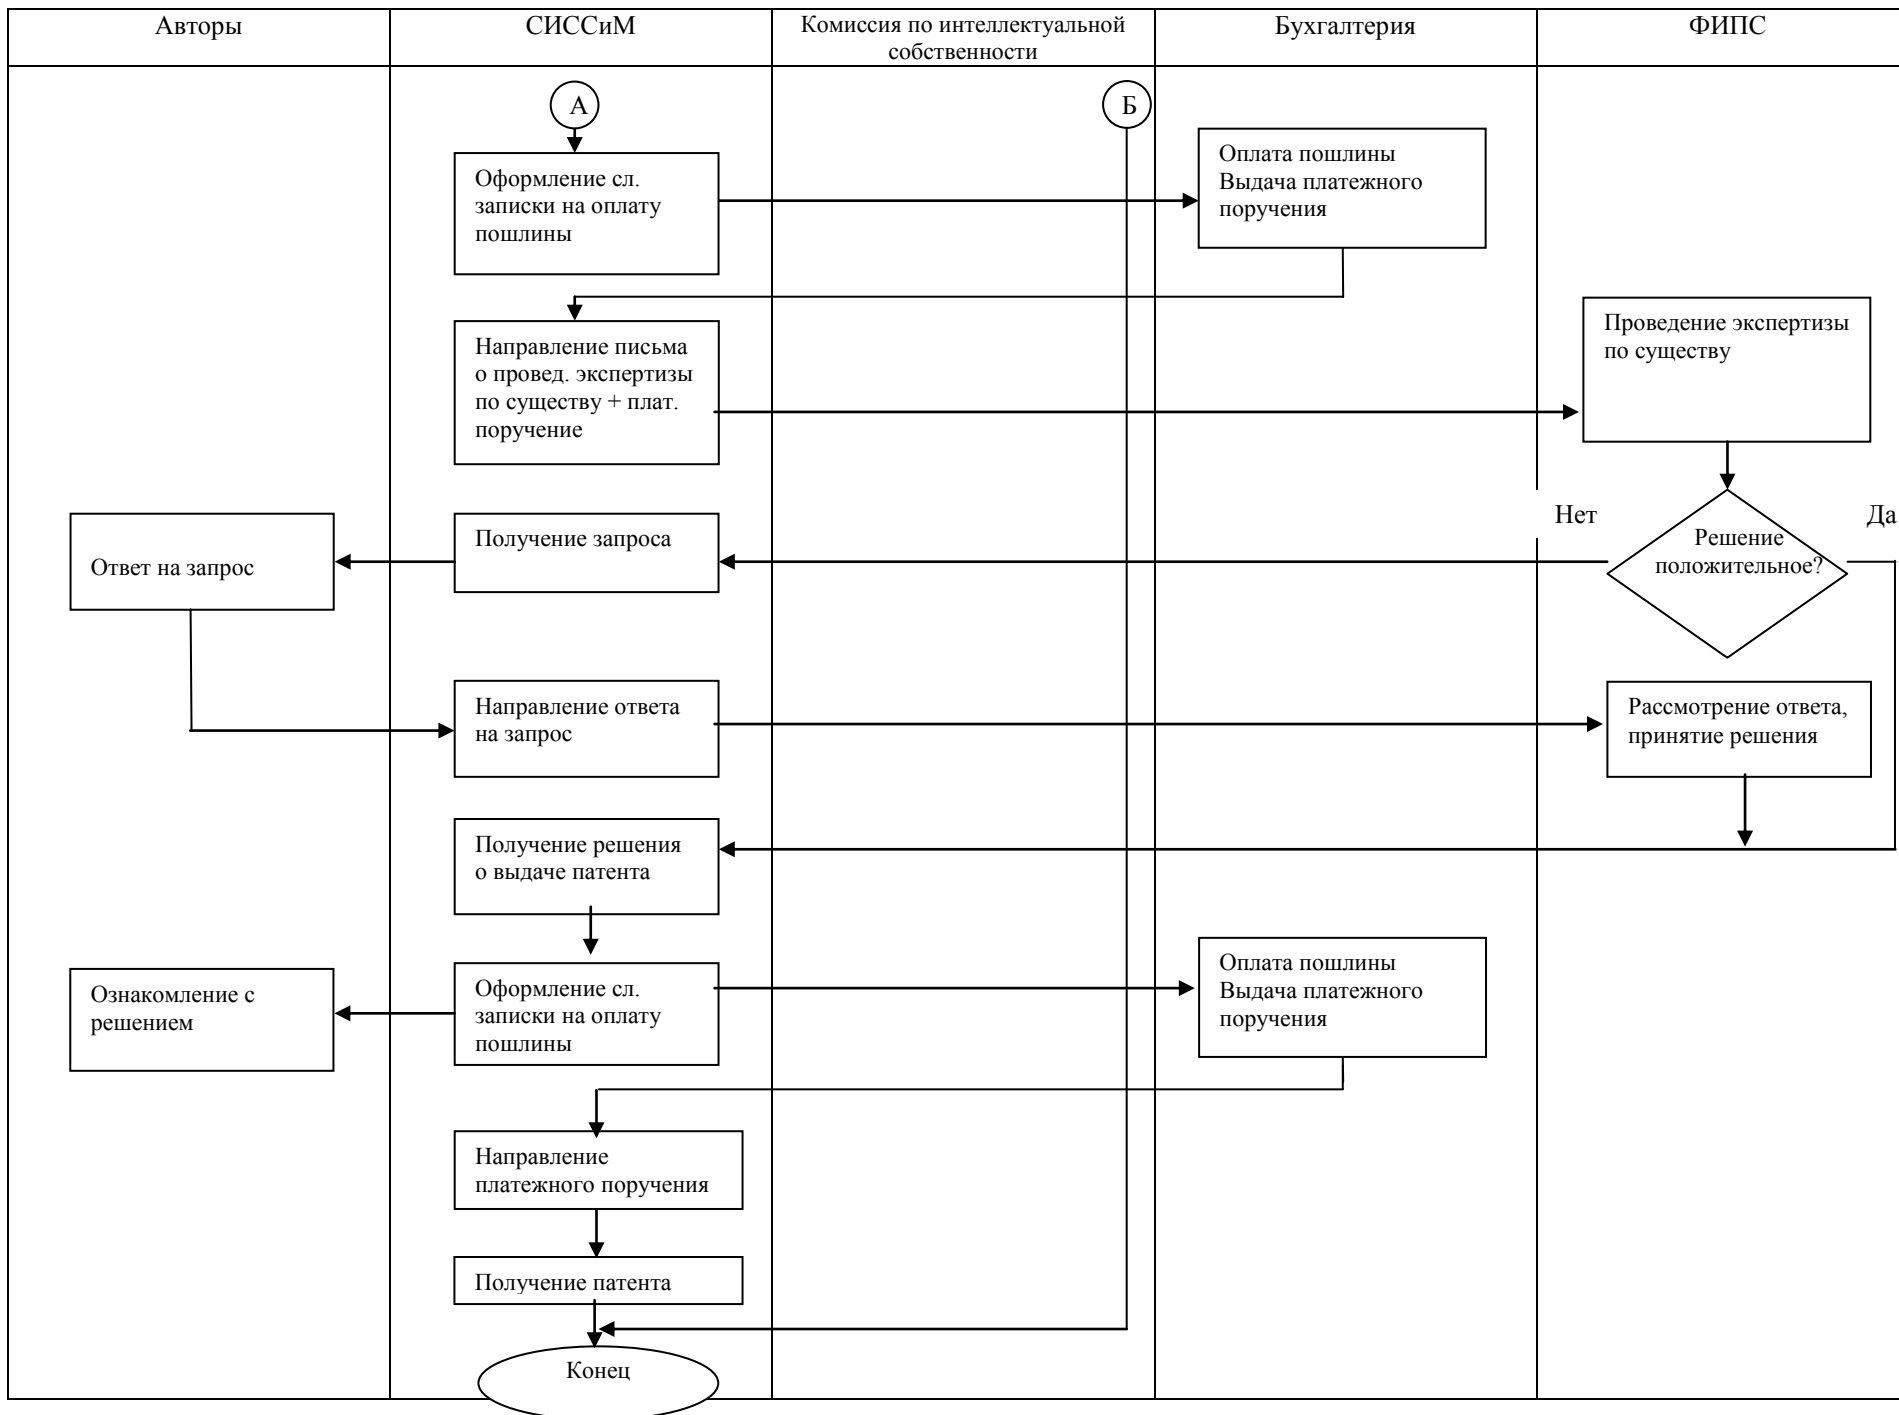 Авторы
СИССиМ
Комиссия по интеллектуальной
собственности
Бухгалтерия
ФИПС
А
Б
Оформление сл.
записки на оплату
пошлины
Оплата пошлины
Выдача платежного
поручения
Направление письма
о провед. экспертизы
по существу + плат.
поручение
Проведение экспертизы
по существу
Нет
Да
Решение
положительное?
Получение запроса
Ответ на запрос
Направление ответа
на запрос
Рассмотрение ответа,
принятие решения
Получение решения
о выдаче патента
Ознакомление с
решением
Оформление сл.
записки на оплату
пошлины
Оплата пошлины
Выдача платежного
поручения
Направление
платежного поручения
Получение патента
Конец